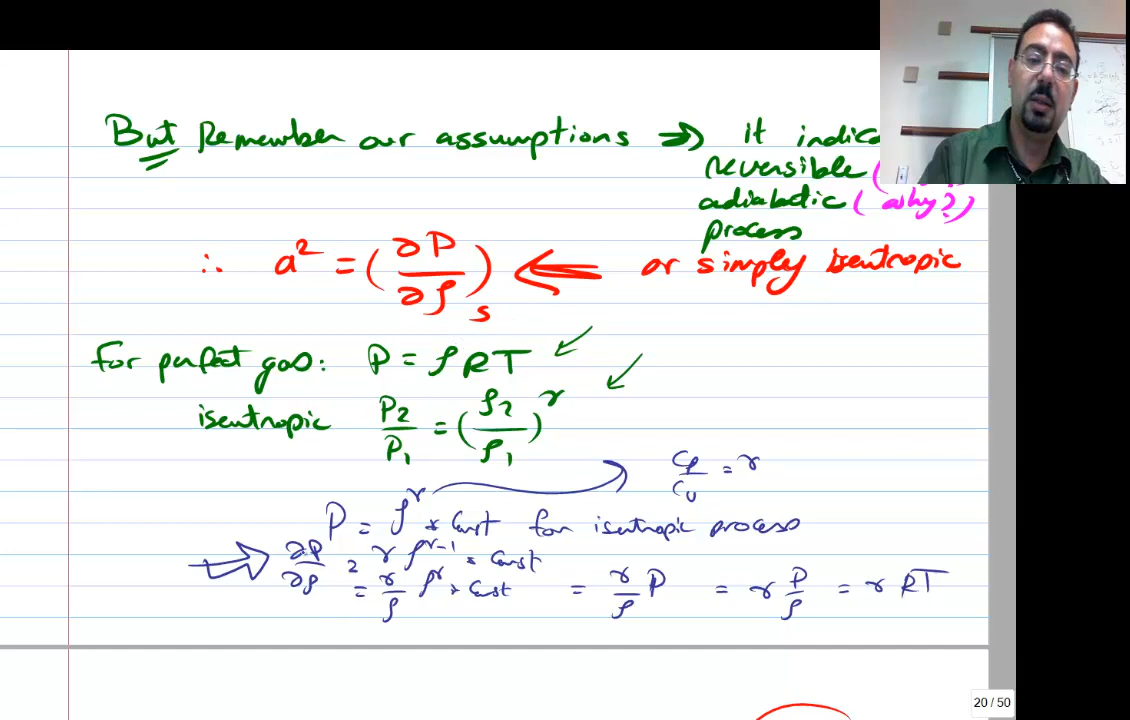 But Remember our assumptions ⇒ it indica
reversible (
adiabatic (why?)
process
∴ a² = (∂P/∂ρ)s ⇐ or simply isentropic
for perfect gas: P = ρRT
isentropic P2/P1 = (ρ2/ρ1)^γ
Cp/Cv = γ
P = ρ^γ * Const for isentropic process
∂P/∂ρ = γ ρ^γ-1 * Const
= γ/ρ ρ^γ * Const = γ/ρ P = γ P/ρ = γ RT
20 / 50